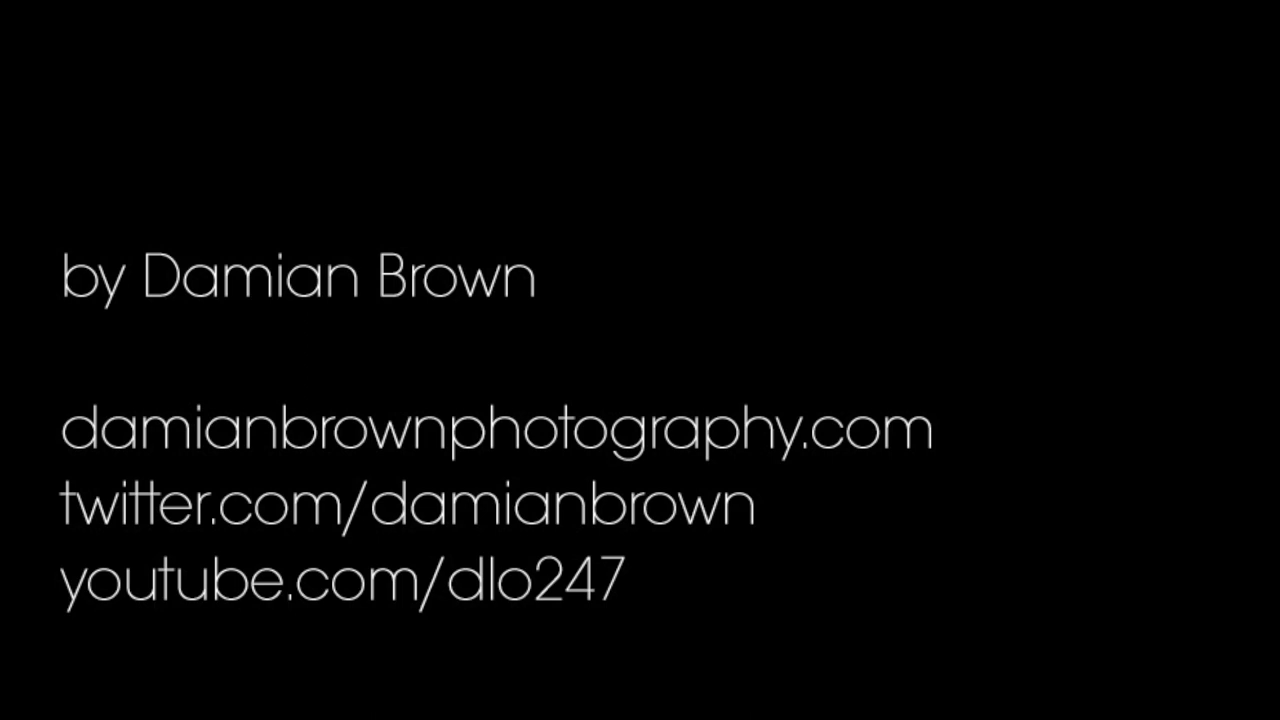 by Damian Brown
damianbrownphotography.com
twitter.com/damianbrown
youtube.com/dlo247